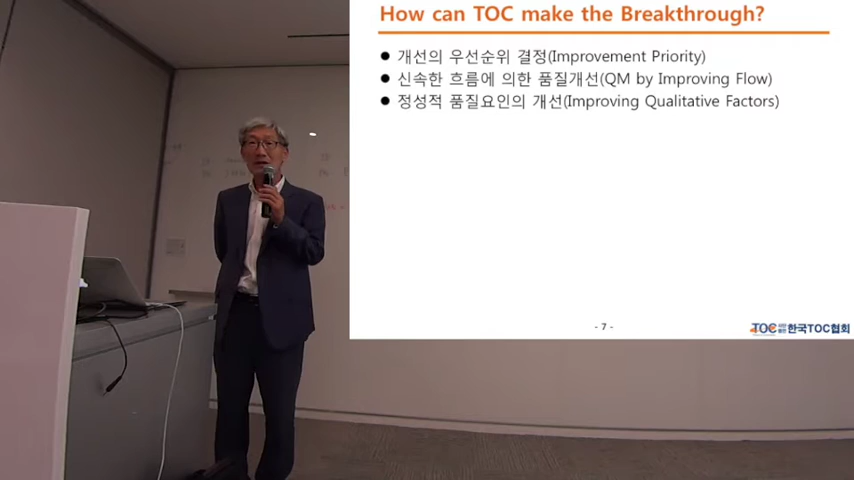 How can TOC make the Breakthrough?
● 개선의 우선순위 결정(Improvement Priority)
● 신속한 흐름에 의한 품질개선(QM by Improving Flow)
● 정성적 품질요인의 개선(Improving Qualitative Factors)
- 7 -
TOC 한국TOC협회